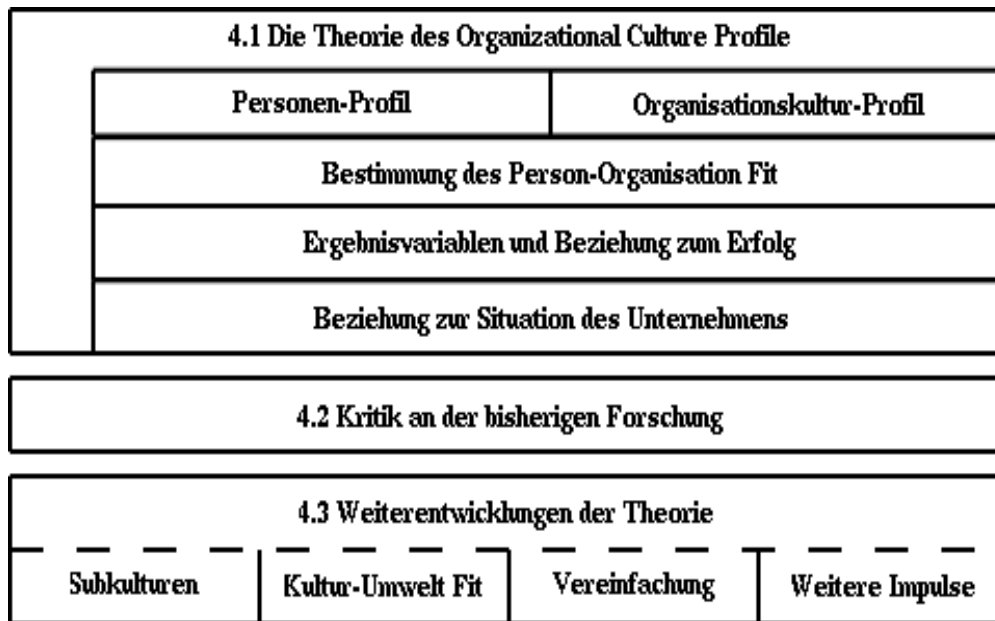 4.1 Die Theorie des Organizational Culture Profile
Personen-Profil
Organisationskultur-Profil
Bestimmung des Person-Organisation Fit
Ergebnisvariablen und Beziehung zum Erfolg
Beziehung zur Situation des Unternehmens
4.2 Kritik an der bisherigen Forschung
4.3 Weiterentwicklungen der Theorie
Subkulturen
Kultur-Umwelt Fit
Vereinfachung
Weitere Impulse